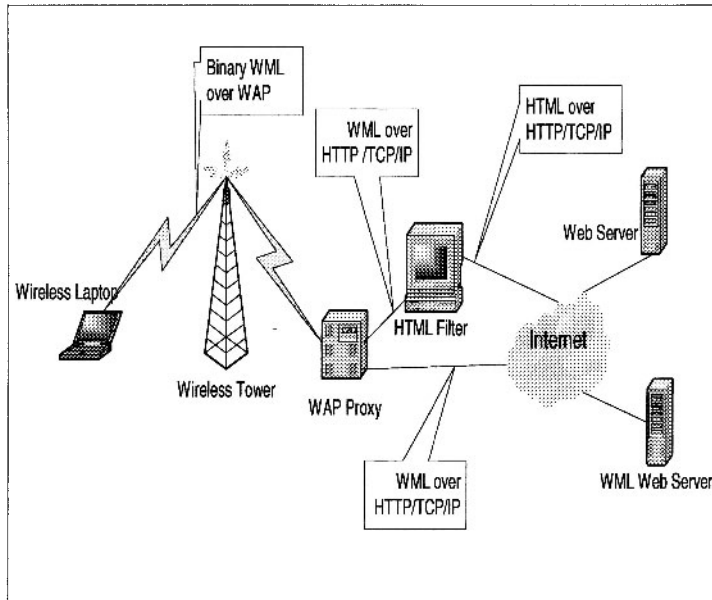 Binary WML
over WAP
WML over
HTTP /TCP/IP
HTML over
HTTP/TCP/IP
Web Server
Wireless Laptop
HTML Filter
Internet
Wireless Tower
WAP Proxy
WML over
HTTP/TCP/IP
WML Web Server